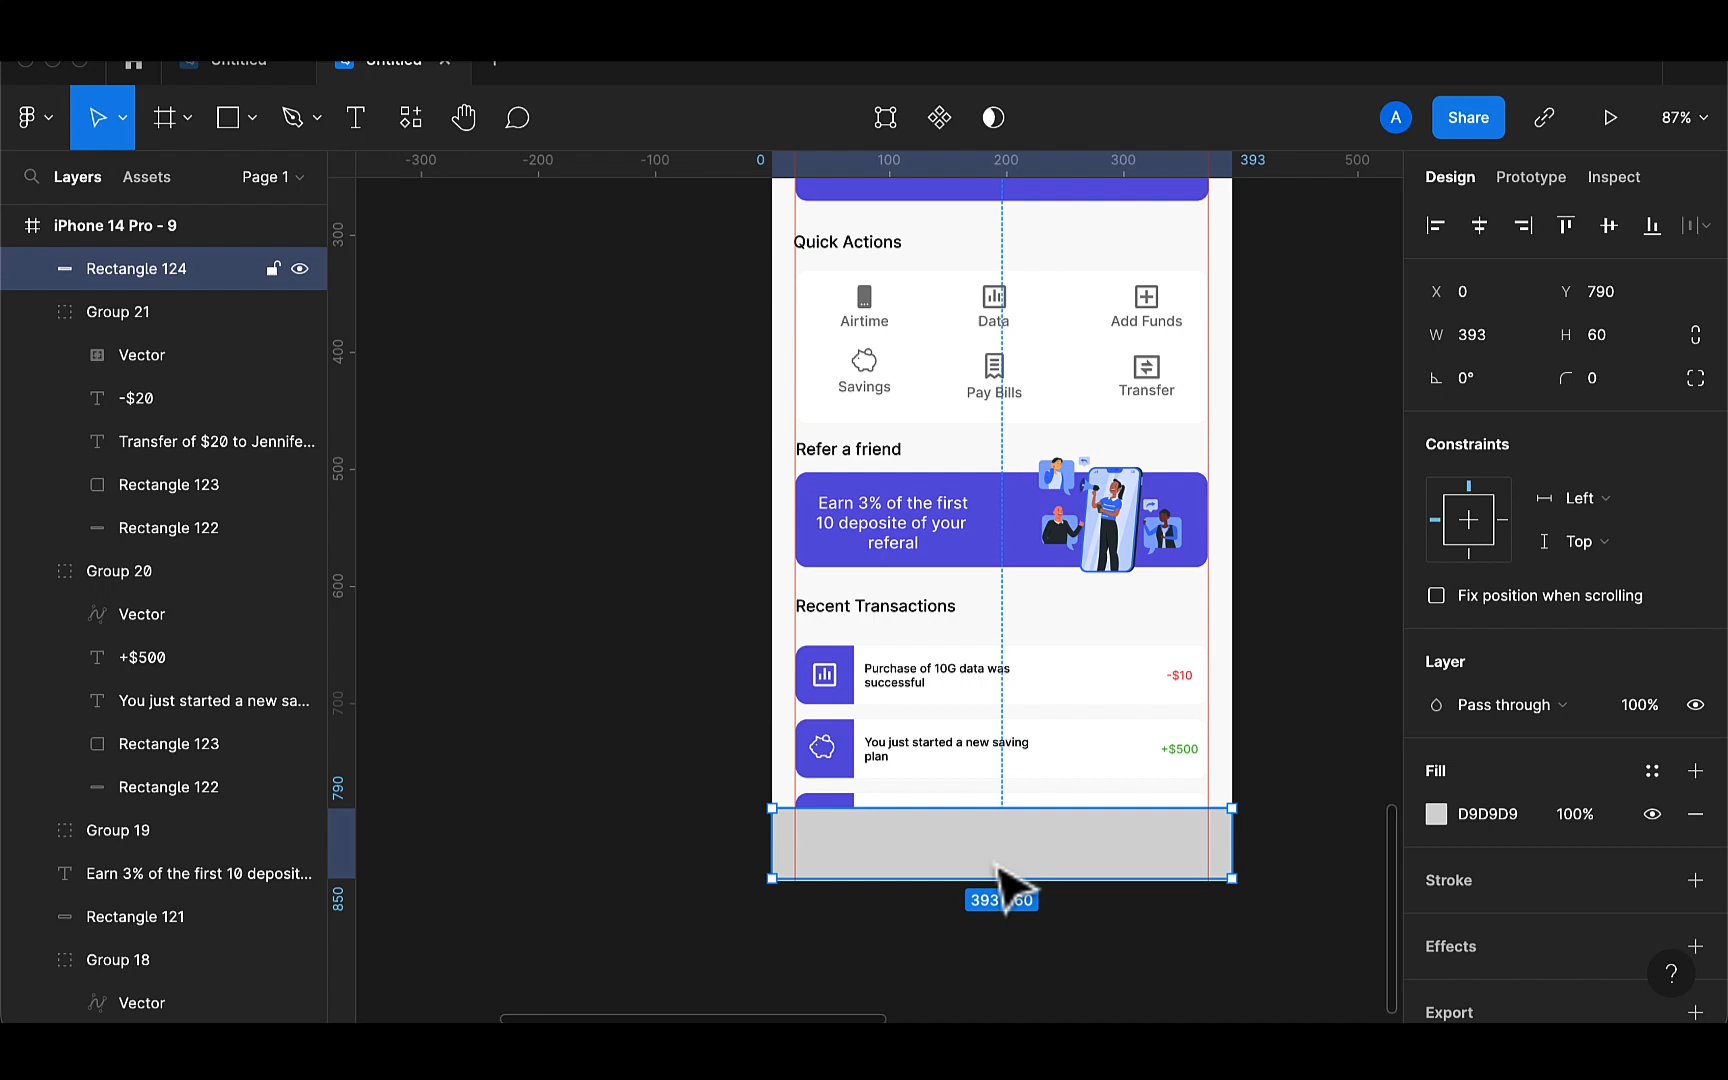 Untitled
Untitled
A
Share
87%
Layers
Assets
Page 1
-300
-200
-100
0
100
200
300
393
500
Design
Prototype
Inspect
iPhone 14 Pro - 9
Rectangle 124
Group 21
Vector
-$20
Transfer of $20 to Jennife...
Rectangle 123
Rectangle 122
Group 20
Vector
+$500
You just started a new sa...
Rectangle 123
Rectangle 122
Group 19
Earn 3% of the first 10 deposit...
Rectangle 121
Group 18
Vector
300
400
500
600
700
790
850
Quick Actions
Airtime
Data
Add Funds
Savings
Pay Bills
Transfer
Refer a friend
Earn 3% of the first
10 deposite of your
referal
Recent Transactions
Purchase of 10G data was
successful
-$10
You just started a new saving
plan
+$500
393
60
X 0
Y 790
W 393
H 60
0°
0
Constraints
Left
Top
Fix position when scrolling
Layer
Pass through
100%
Fill
D9D9D9
100%
Stroke
Effects
?
Export